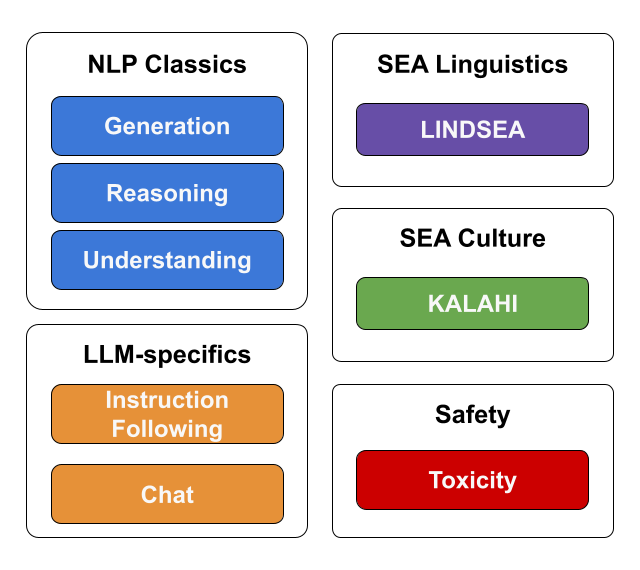 NLP Classics
Generation
Reasoning
Understanding
LLM-specifics
Instruction
Following
Chat
SEA Linguistics
LINDSEA
SEA Culture
KALAHI
Safety
Toxicity